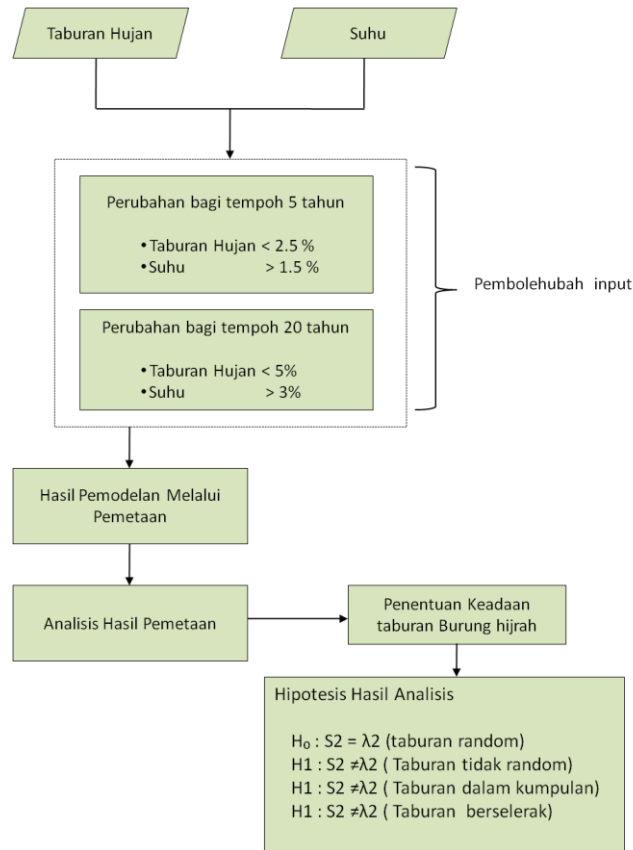 Taburan Hujan
Suhu
Perubahan bagi tempoh 5 tahun
•Taburan Hujan < 2.5 %
•Suhu > 1.5 %
Pembolehubah input
Perubahan bagi tempoh 20 tahun
•Taburan Hujan < 5%
•Suhu > 3%
Hasil Pemodelan Melalui
Pemetaan
Analisis Hasil Pemetaan
Penentuan Keadaan
taburan Burung hijrah
Hipotesis Hasil Analisis
H₀ : S2 = λ2 (taburan random)
H1 : S2 ≠λ2 ( Taburan tidak random)
H1 : S2 ≠λ2 ( Taburan dalam kumpulan)
H1 : S2 ≠λ2 ( Taburan berselerak)